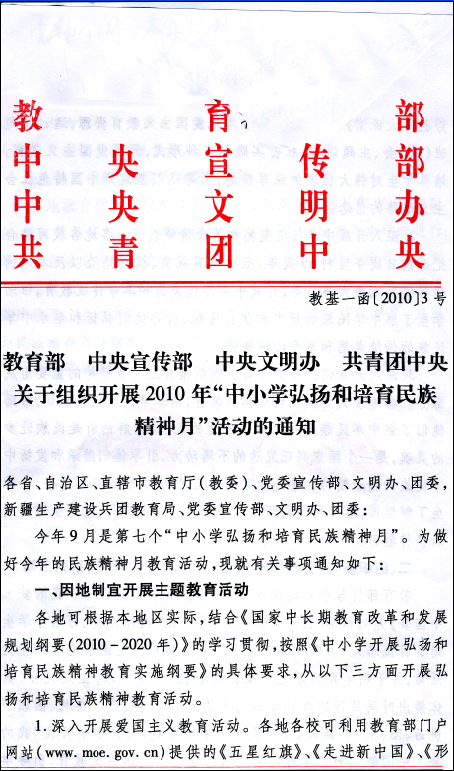 教育部
中央宣传部
中央文明办
共青团中央
教基一函〔2010〕3号
教育部 中央宣传部 中央文明办 共青团中央
关于组织开展2010年“中小学弘扬和培育民族
精神月”活动的通知
各省、自治区、直辖市教育厅（教委）、党委宣传部、文明办、团委，
新疆生产建设兵团教育局、党委宣传部、文明办、团委：
今年9月是第七个“中小学弘扬和培育民族精神月”。为做
好今年的民族精神月教育活动，现就有关事项通知如下：
一、因地制宜开展主题教育活动
各地可根据本地区实际，结合《国家中长期教育改革和发展
规划纲要（2010-2020年）》的学习贯彻，按照《中小学开展弘扬和
培育民族精神教育实施纲要》的具体要求，从以下三方面开展弘
扬和培育民族精神教育活动。
1.深入开展爱国主义教育活动。各地各校可利用教育部门户
网站（www.moe.gov.cn）提供的《五星红旗》、《走进新中国》、《形